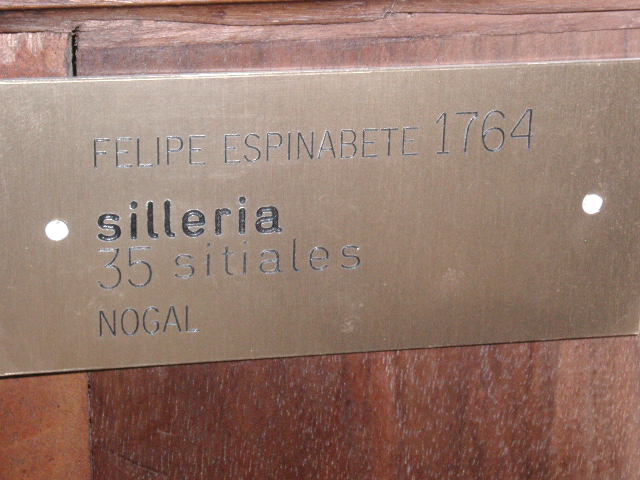 FELIPE ESPINABETE 1764
silleria
35 sitiales
NOGAL